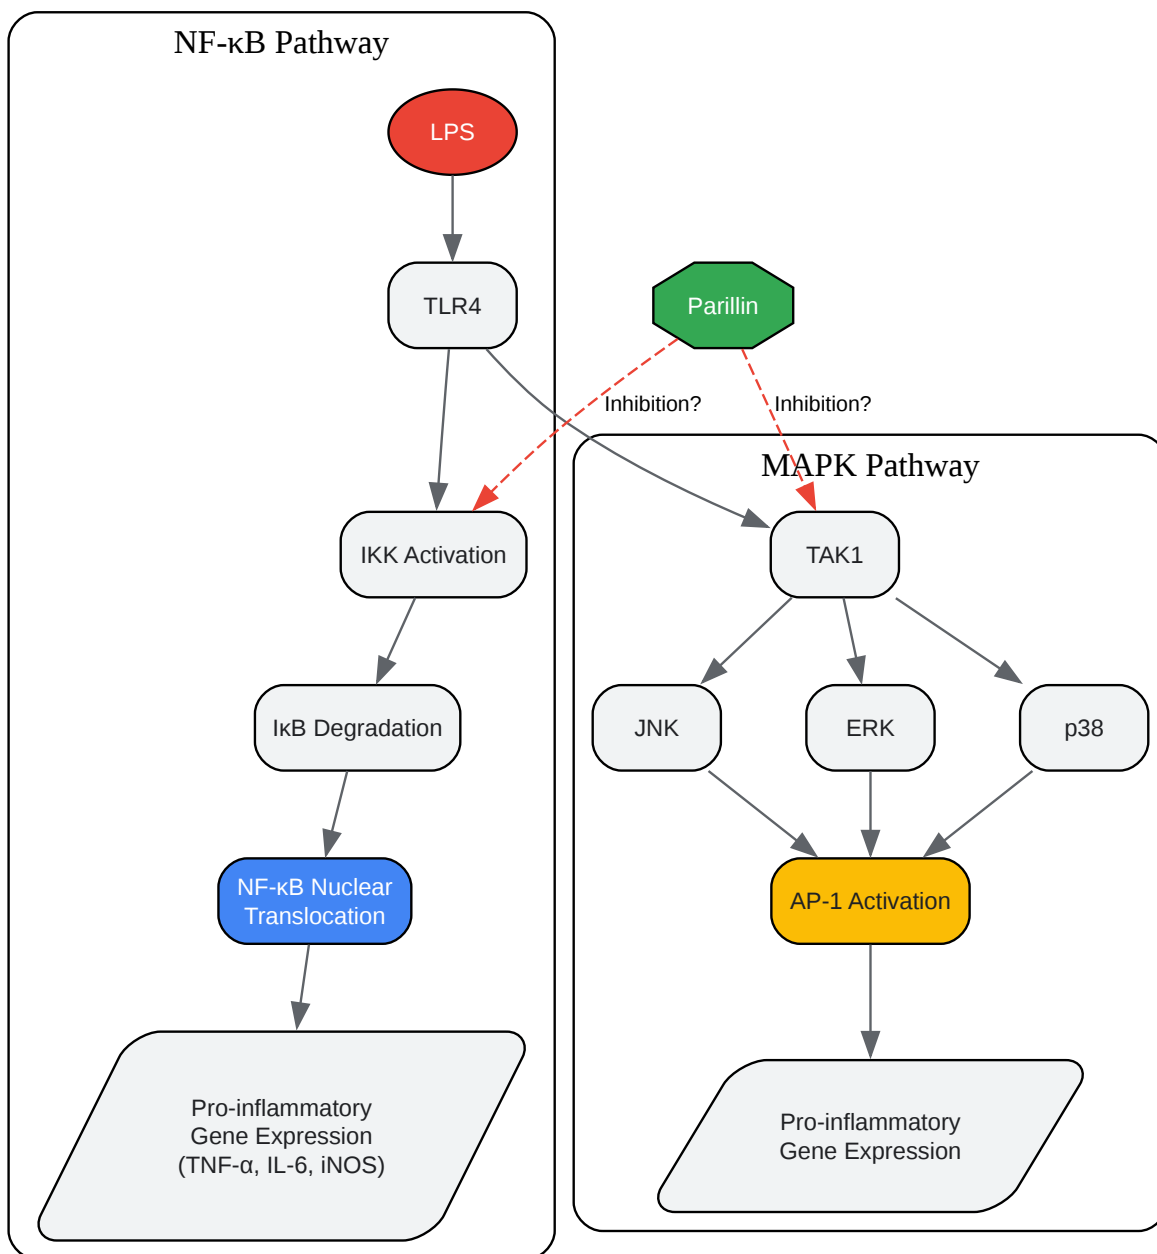 NF-κB Pathway
LPS
TLR4
Parillin
Inhibition?
Inhibition?
MAPK Pathway
IKK Activation
TAK1
IκB Degradation
JNK
ERK
p38
NF-κB Nuclear
Translocation
AP-1 Activation
Pro-inflammatory
Gene Expression
(TNF-α, IL-6, iNOS)
Pro-inflammatory
Gene Expression